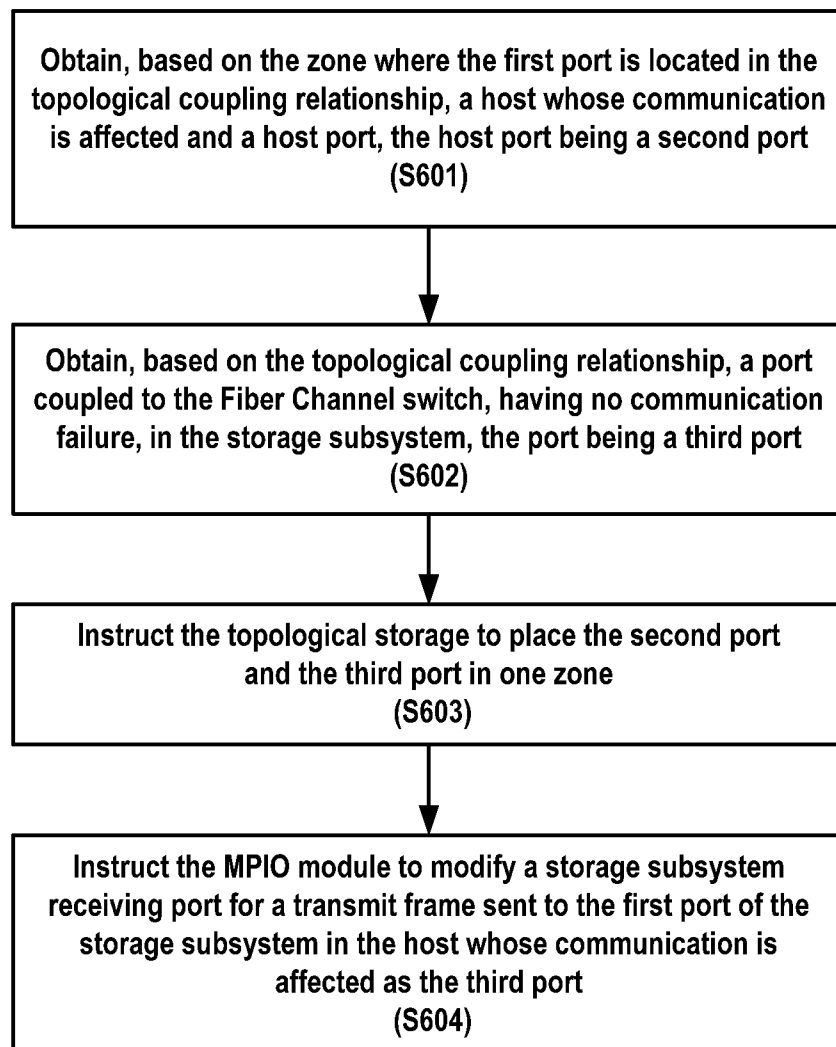 Obtain, based on the zone where the first port is located in the
topological coupling relationship, a host whose communication
is affected and a host port, the host port being a second port
(S601)
Obtain, based on the topological coupling relationship, a port
coupled to the Fiber Channel switch, having no communication
failure, in the storage subsystem, the port being a third port
(S602)
Instruct the topological storage to place the second port
and the third port in one zone
(S603)
Instruct the MPIO module to modify a storage subsystem
receiving port for a transmit frame sent to the first port of the
storage subsystem in the host whose communication is
affected as the third port
(S604)